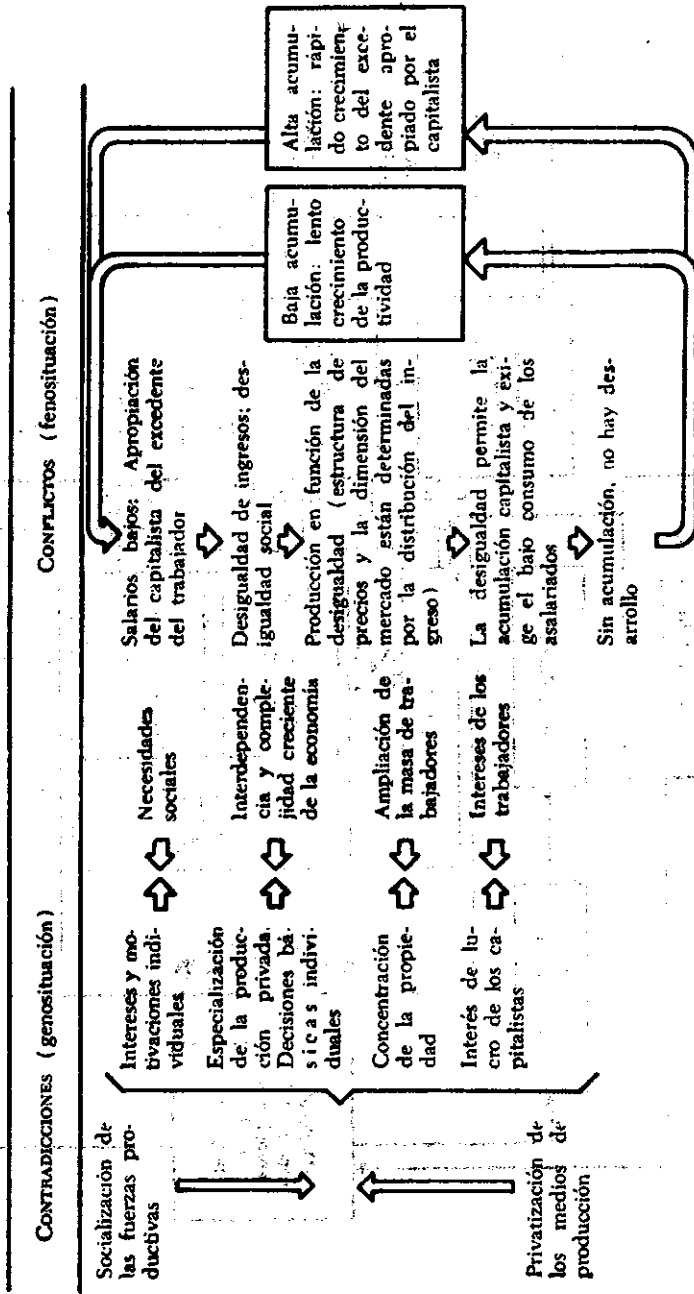 CONTRADICCIONES (genosituación)
CONFLICTOS (fenosituación)
Socialización de
las fuerzas pro-
ductivas
Privatización de
los medios de
producción
Intereses y mo-
tivaciones indi-
viduales
Necesidades
sociales
Especialización
de la produc-
ción privada.
Decisiones bá-
sicas indivi-
duales
Interdependen-
cia y comple-
jidad creciente
de la economía
Concentración
de la propie-
dad
Ampliación de
la masa de tra-
bajadores
Interés de lu-
cro de los ca-
pitalistas
Intereses de los
trabajadores
Salarios bajos: Apropiación
del capitalista del excedente
del trabajador
Desigualdad de ingresos; des-
igualdad social
Producción en función de la
desigualdad (estructura de
precios y la dimensión del
mercado están determinadas
por la distribución del in-
greso)
La desigualdad permite la
acumulación capitalista y exi-
ge el bajo consumo de los
asalariados
Sin acumulación, no hay des-
arrollo
Baja acumu-
lación: lento
crecimiento
de la produc-
tividad
Alta acumu-
lación: rápi-
do crecimien-
to del exce-
dente apro-
piado por el
capitalista